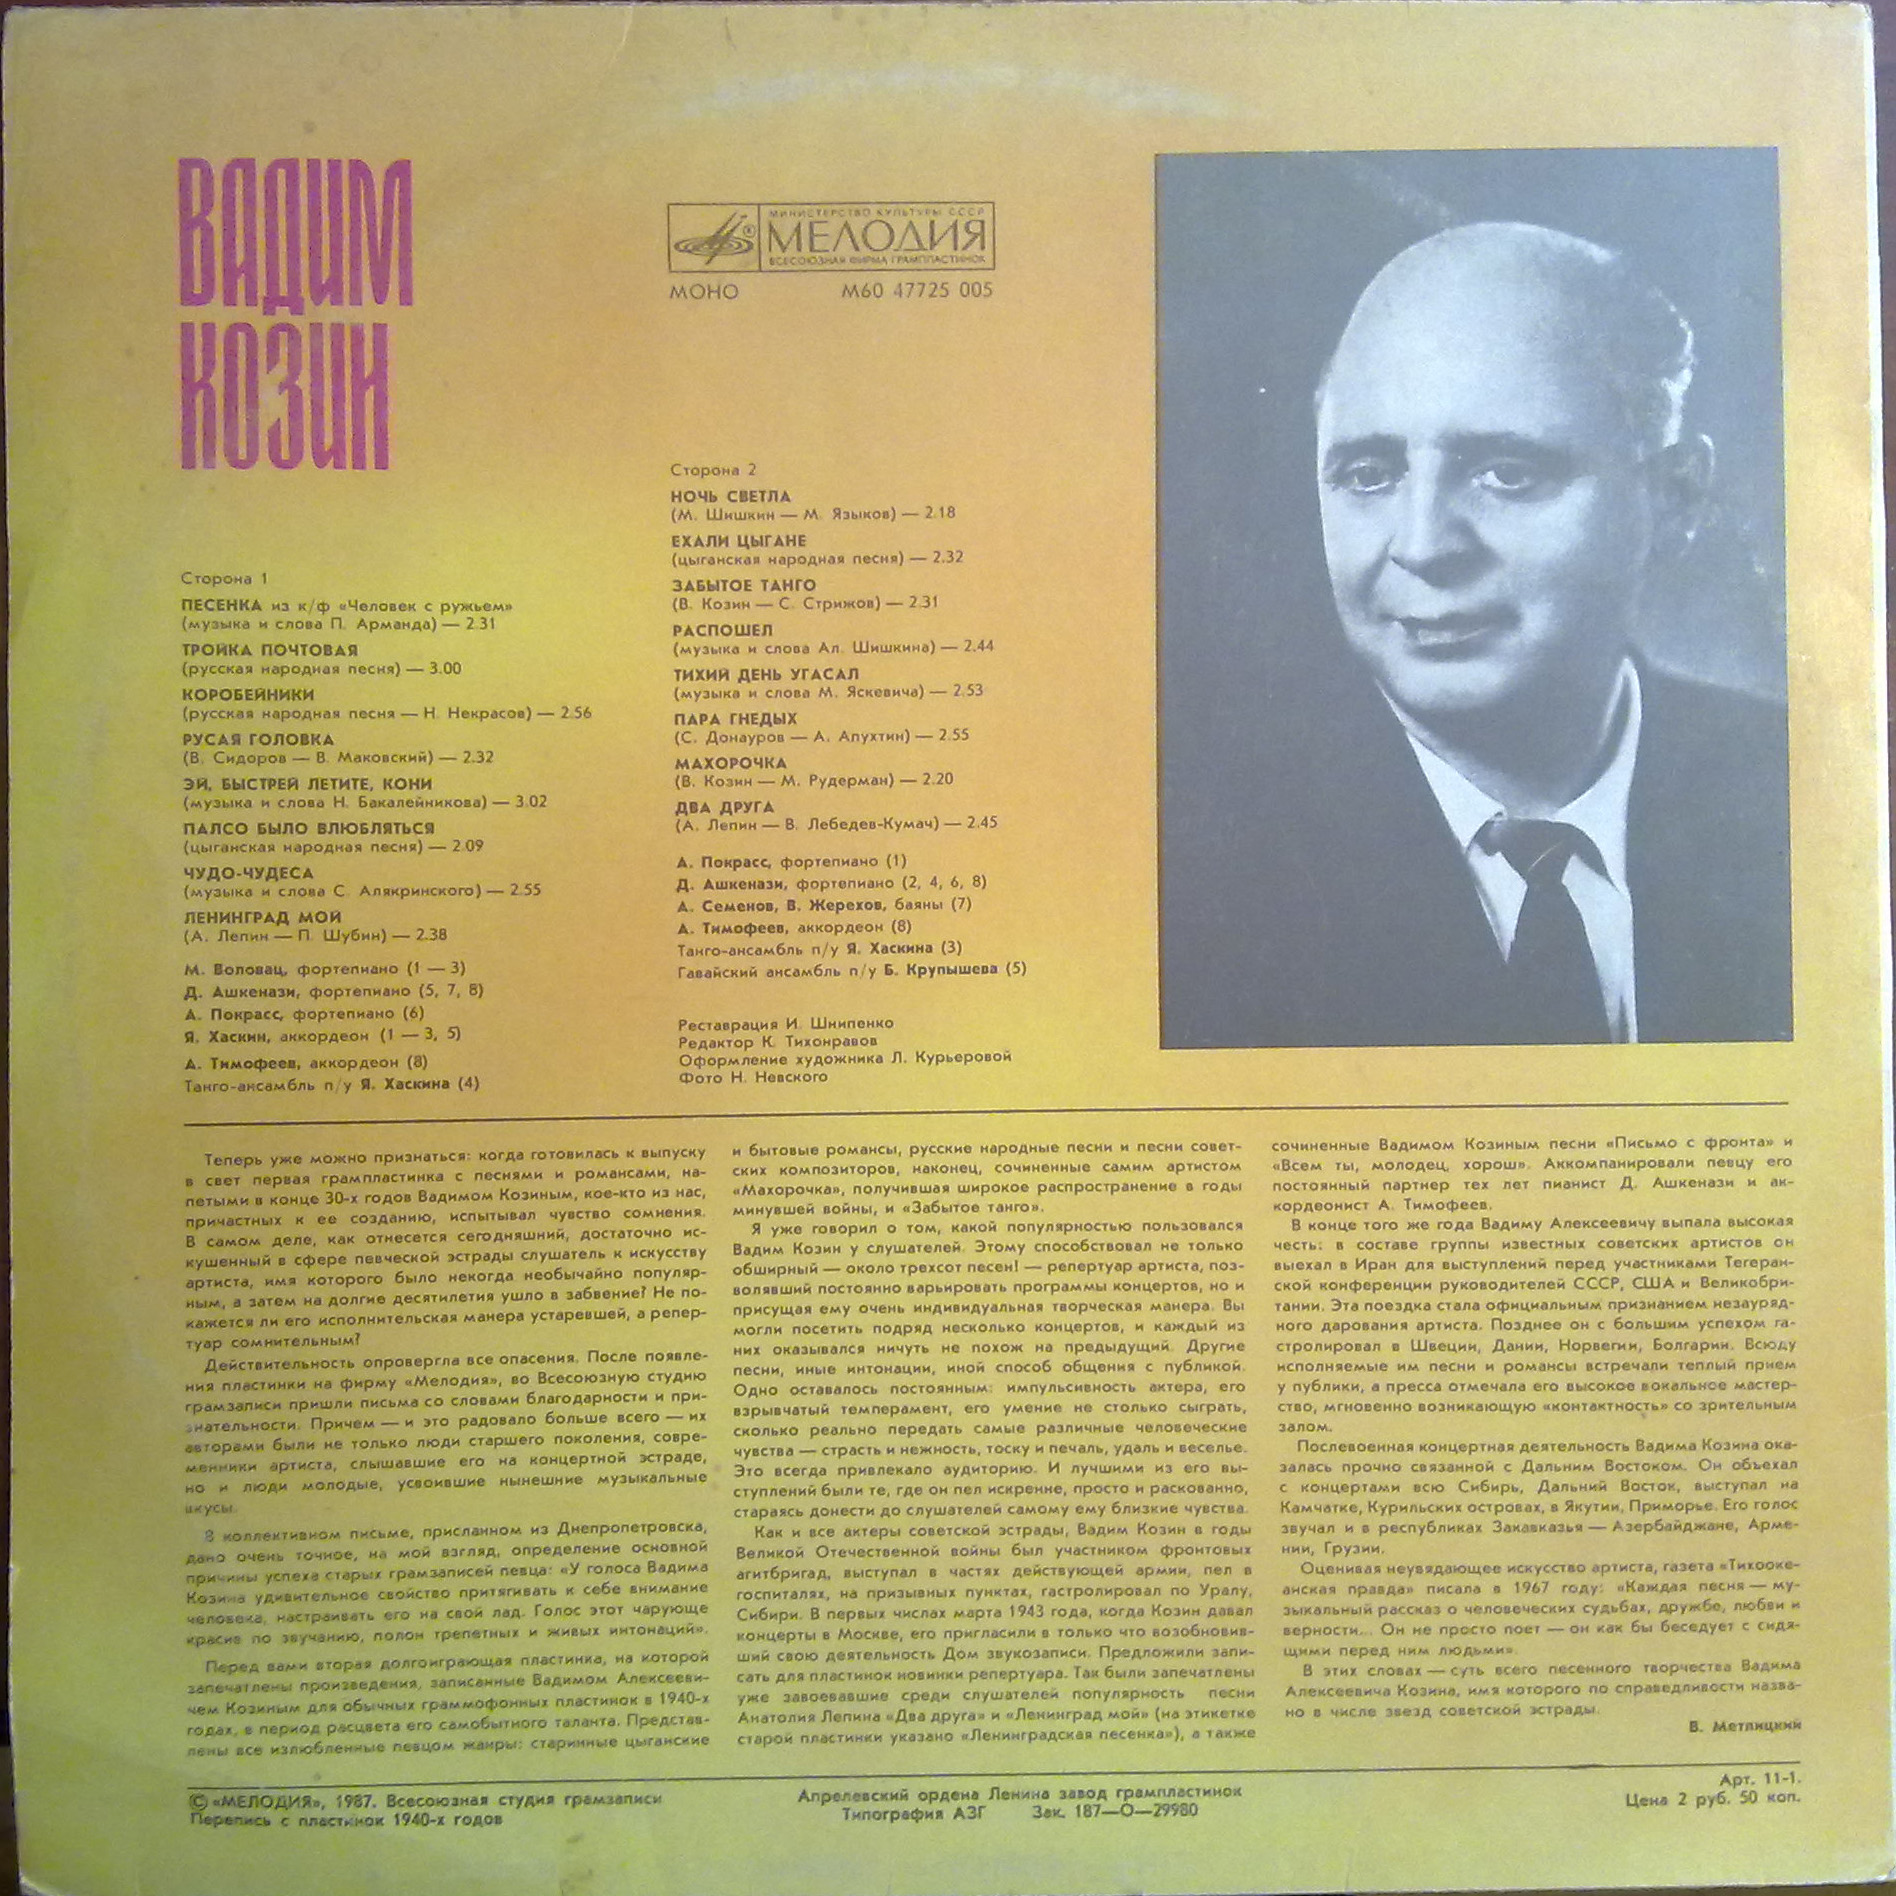 ВАДИМ
КОЗИН
МИНИСТЕРСТВО КУЛЬТУРЫ СССР
МЕЛОДИЯ
ВСЕСОЮЗНАЯ ФИРМА ГРАМПЛАСТИНОК
МОНО М60 47725 005
Сторона 1
ПЕСЕНКА из к/ф «Человек с ружьем»
(музыка и слова П. Арманда) — 2.31
ТРОЙКА ПОЧТОВАЯ
(русская народная песня) — 3.00
КОРОБЕЙНИКИ
(русская народная песня — Н. Некрасов) — 2.56
РУСАЯ ГОЛОВКА
(В. Сидоров — В. Маковский) — 2.32
ЭЙ, БЫСТРЕЙ ЛЕТИТЕ, КОНИ
(музыка и слова Н. Бакалейникова) — 3.02
ПАЛСО БЫЛО ВЛЮБЛЯТЬСЯ
(цыганская народная песня) — 2.09
ЧУДО-ЧУДЕСА
(музыка и слова С. Алякринского) — 2.55
ЛЕНИНГРАД МОЙ
(А. Лепин — П. Шубин) — 2.38
М. Воловац, фортепиано (1 — 3)
Д. Ашкенази, фортепиано (5, 7, 8)
А. Покрасс, фортепиано (6)
Я. Хаскин, аккордеон (1 — 3, 5)
А. Тимофеев, аккордеон (8)
Танго-ансамбль п/у Я. Хаскина (4)
Сторона 2
НОЧЬ СВЕТЛА
(М. Шишкин — М. Языков) — 2.18
ЕХАЛИ ЦЫГАНЕ
(цыганская народная песня) — 2.32
ЗАБЫТОЕ ТАНГО
(В. Козин — С. Стрижов) — 2.31
РАСПОШЕЛ
(музыка и слова Ал. Шишкина) — 2.44
ТИХИЙ ДЕНЬ УГАСАЛ
(музыка и слова М. Яскевича) — 2.53
ПАРА ГНЕДЫХ
(С. Донауров — А. Апухтин) — 2.55
МАХОРОЧКА
(В. Козин — М. Рудерман) — 2.20
ДВА ДРУГА
(А. Лепин — В. Лебедев-Кумач) — 2.45
А. Покрасс, фортепиано (1)
Д. Ашкенази, фортепиано (2, 4, 6, 8)
А. Семенов, В. Жерехов, баяны (7)
А. Тимофеев, аккордеон (8)
Танго-ансамбль п/у Я. Хаскина (3)
Гавайский ансамбль п/у Б. Крупышева (5)
Реставрация И. Шнипенко
Редактор К. Тихонравов
Оформление художника Л. Курьеровой
Фото Н. Невского
Теперь уже можно признаться: когда готовилась к выпуску
в свет первая грампластинка с песнями и романсами, на-
петыми в конце 30-х годов Вадимом Козиным, кое-кто из нас,
причастных к ее созданию, испытывал чувство сомнения.
В самом деле, как отнесется сегодняшний, достаточно ис-
кушенный в сфере певческой эстрады слушатель к искусству
артиста, имя которого было некогда необычайно популяр-
ным, а затем на долгие десятилетия ушло в забвение? Не по-
кажется ли его исполнительская манера устаревшей, а репер-
туар сомнительным?
Действительность опровергла все опасения. После появле-
ния пластинки на фирму «Мелодия», во Всесоюзную студию
грамзаписи пришли письма со словами благодарности и при-
знательности. Причем — и это радовало больше всего — их
авторами были не только люди старшего поколения, совре-
менники артиста, слышавшие его на концертной эстраде,
но и люди молодые, усвоившие нынешние музыкальные
вкусы.
В коллективном письме, присланном из Днепропетровска,
дано очень точное, на мой взгляд, определение основной
причины успеха старых грамзаписей певца: «У голоса Вадима
Козина удивительное свойство притягивать к себе внимание
человека, настраивать его на свой лад. Голос этот чарующе
красив по звучанию, полон трепетных и живых интонаций».
Перед вами вторая долгоиграющая пластинка, на которой
запечатлены произведения, записанные Вадимом Алексееви-
чем Козиным для обычных граммофонных пластинок в 1940-х
годах, в период расцвета его самобытного таланта. Представ-
лены все излюбленные певцом жанры: старинные цыганские
и бытовые романсы, русские народные песни и песни совет-
ских композиторов, наконец, сочиненные самим артистом
«Махорочка», получившая широкое распространение в годы
минувшей войны, и «Забытое танго».
Я уже говорил о том, какой популярностью пользовался
Вадим Козин у слушателей. Этому способствовал не только
обширный — около трехсот песен! — репертуар артиста, поз-
волявший постоянно варьировать программы концертов, но и
присущая ему очень индивидуальная творческая манера. Вы
могли посетить подряд несколько концертов, и каждый из
них оказывался ничуть не похож на предыдущий. Другие
песни, иные интонации, иной способ общения с публикой.
Одно оставалось постоянным: импульсивность актера, его
взрывчатый темперамент, его умение не столько сыграть,
сколько реально передать самые различные человеческие
чувства — страсть и нежность, тоску и печаль, удаль и веселье.
Это всегда привлекало аудиторию. И лучшими из его вы-
ступлений были те, где он пел искренне, просто и раскованно,
стараясь донести до слушателей самому ему близкие чувства.
Как и все актеры советской эстрады, Вадим Козин в годы
Великой Отечественной войны был участником фронтовых
агитбригад, выступал в частях действующей армии, пел в
госпиталях, на призывных пунктах, гастролировал по Уралу,
Сибири. В первых числах марта 1943 года, когда Козин давал
концерты в Москве, его пригласили в только что возобновив-
ший свою деятельность Дом звукозаписи. Предложили запи-
сать для пластинок новинки репертуара. Так были запечатлены
уже завоевавшие среди слушателей популярность песни
Анатолия Лепина «Два друга» и «Ленинград мой» (на этикетке
старой пластинки указано «Ленинградская песенка»), а также
сочиненные Вадимом Козиным песни «Письмо с фронта» и
«Всем ты, молодец, хорош». Аккомпанировали певцу его
постоянный партнер тех лет пианист Д. Ашкенази и ак-
кордеонист А. Тимофеев.
В конце того же года Вадиму Алексеевичу выпала высокая
честь: в составе группы известных советских артистов он
выехал в Иран для выступлений перед участниками Тегеран-
ской конференции руководителей СССР, США и Великобри-
тании. Эта поездка стала официальным признанием незауряд-
ного дарования артиста. Позднее он с большим успехом га-
стролировал в Швеции, Дании, Норвегии, Болгарии. Всюду
исполняемые им песни и романсы встречали теплый прием
у публики, а пресса отмечала его высокое вокальное мастер-
ство, мгновенно возникающую «контактность» со зрительным
залом.
Послевоенная концертная деятельность Вадима Козина ока-
залась прочно связанной с Дальним Востоком. Он объехал
с концертами всю Сибирь, Дальний Восток, выступал на
Камчатке, Курильских островах, в Якутии, Приморье. Его голос
звучал и в республиках Закавказья — Азербайджане, Арме-
нии, Грузии.
Оценивая неувядающее искусство артиста, газета «Тихооке-
анская правда» писала в 1967 году: «Каждая песня — му-
зыкальный рассказ о человеческих судьбах, дружбе, любви и
верности... Он не просто поет — он как бы беседует с сидя-
щими перед ним людьми».
В этих словах — суть всего песенного творчества Вадима
Алексеевича Козина, имя которого по справедливости назва-
но в числе звезд советской эстрады.
В. Метлицкий
© «МЕЛОДИЯ», 1987. Всесоюзная студия грамзаписи
Перепись с пластинок 1940-х годов
Апрелевский ордена Ленина завод грампластинок
Типография АЗГ Зак. 187—О—29980
Арт. 11-1.
Цена 2 руб. 50 коп.